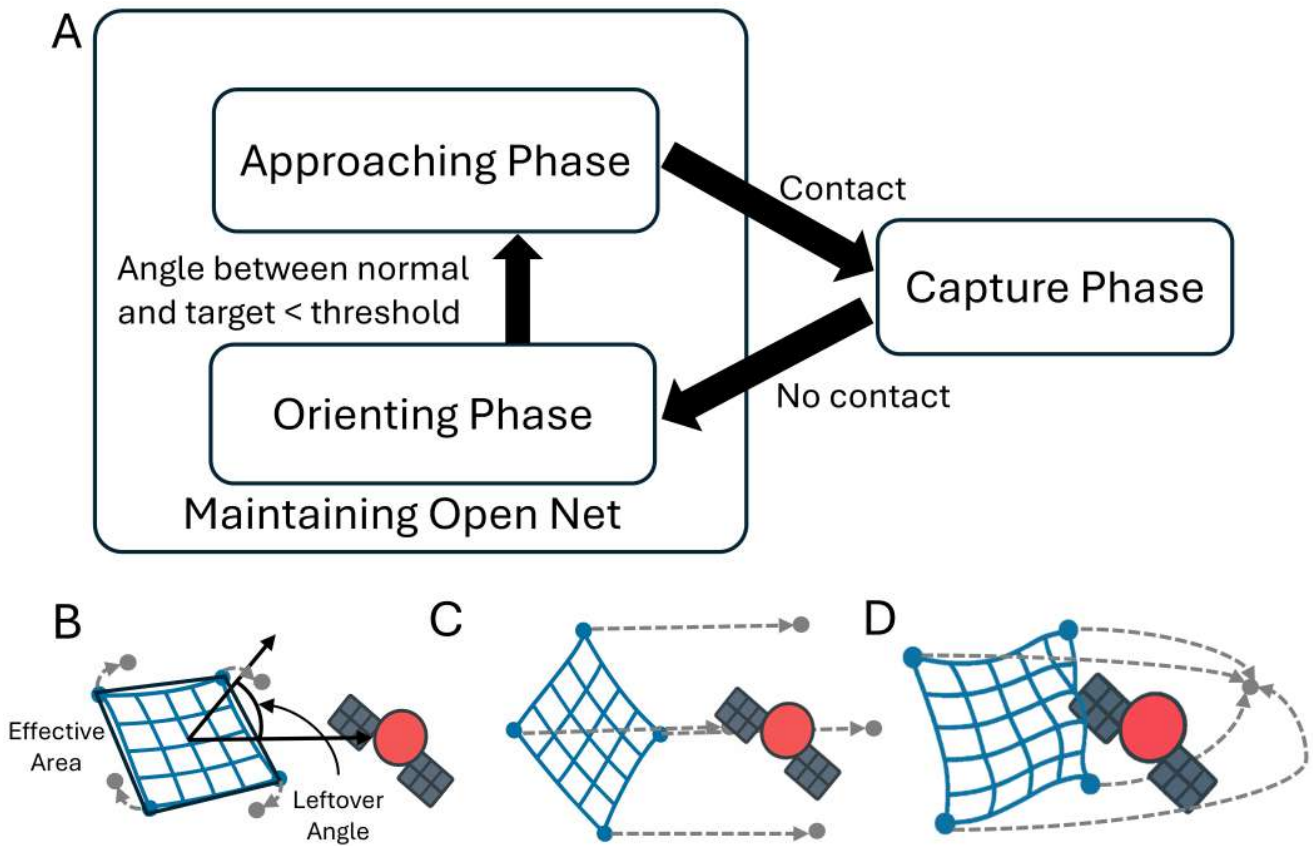 A
Approaching Phase
Contact
Angle between normal
and target < threshold
Capture Phase
Orienting Phase
No contact
Maintaining Open Net
B
C
D
Effective
Area
Leftover
Angle